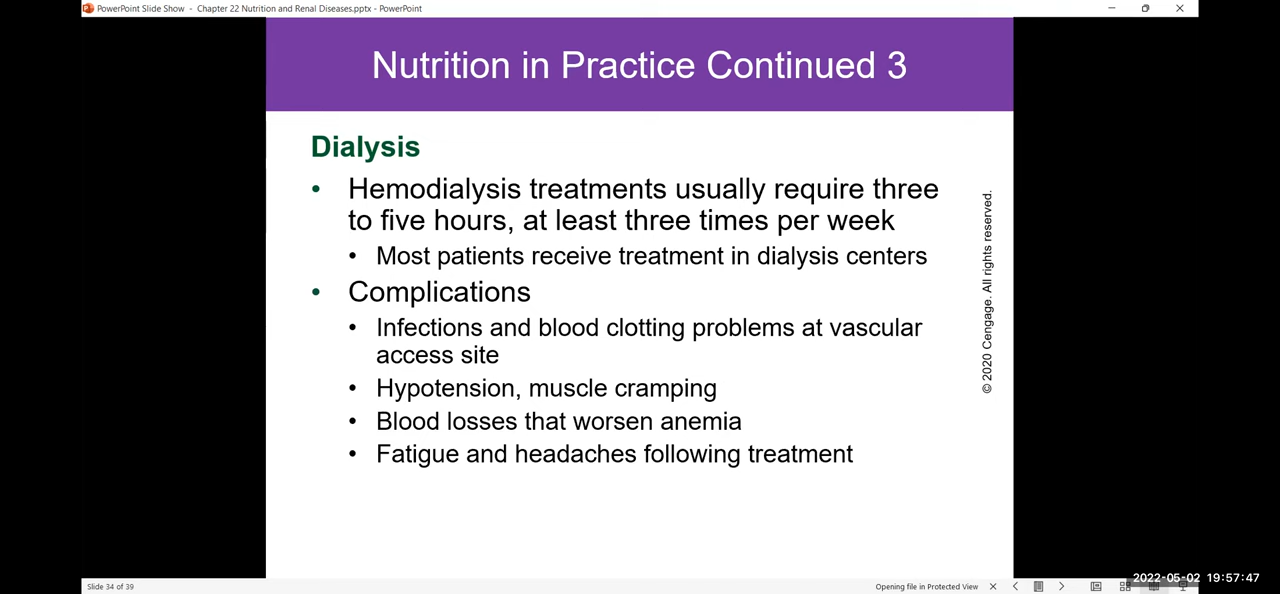 PowerPoint Slide Show - Chapter 22 Nutrition and Renal Diseases.pptx - PowerPoint
Nutrition in Practice Continued 3
Dialysis
• Hemodialysis treatments usually require three
to five hours, at least three times per week
• Most patients receive treatment in dialysis centers
• Complications
• Infections and blood clotting problems at vascular
access site
• Hypotension, muscle cramping
• Blood losses that worsen anemia
• Fatigue and headaches following treatment
© 2020 Cengage. All rights reserved.
Slide 34 of 39
Opening file in Protected View
2022-05-02 19:57:47